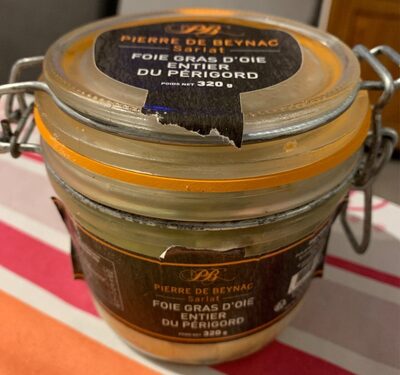 PB
PIERRE DE BEYNAC
Sarlat
FOIE GRAS D'OIE
ENTIER
DU PÉRIGORD
POIDS NET 320 g
PB
PIERRE DE BEYNAC
Sarlat
FOIE GRAS D'OIE
ENTIER
DU PÉRIGORD
POIDS NET 320 g